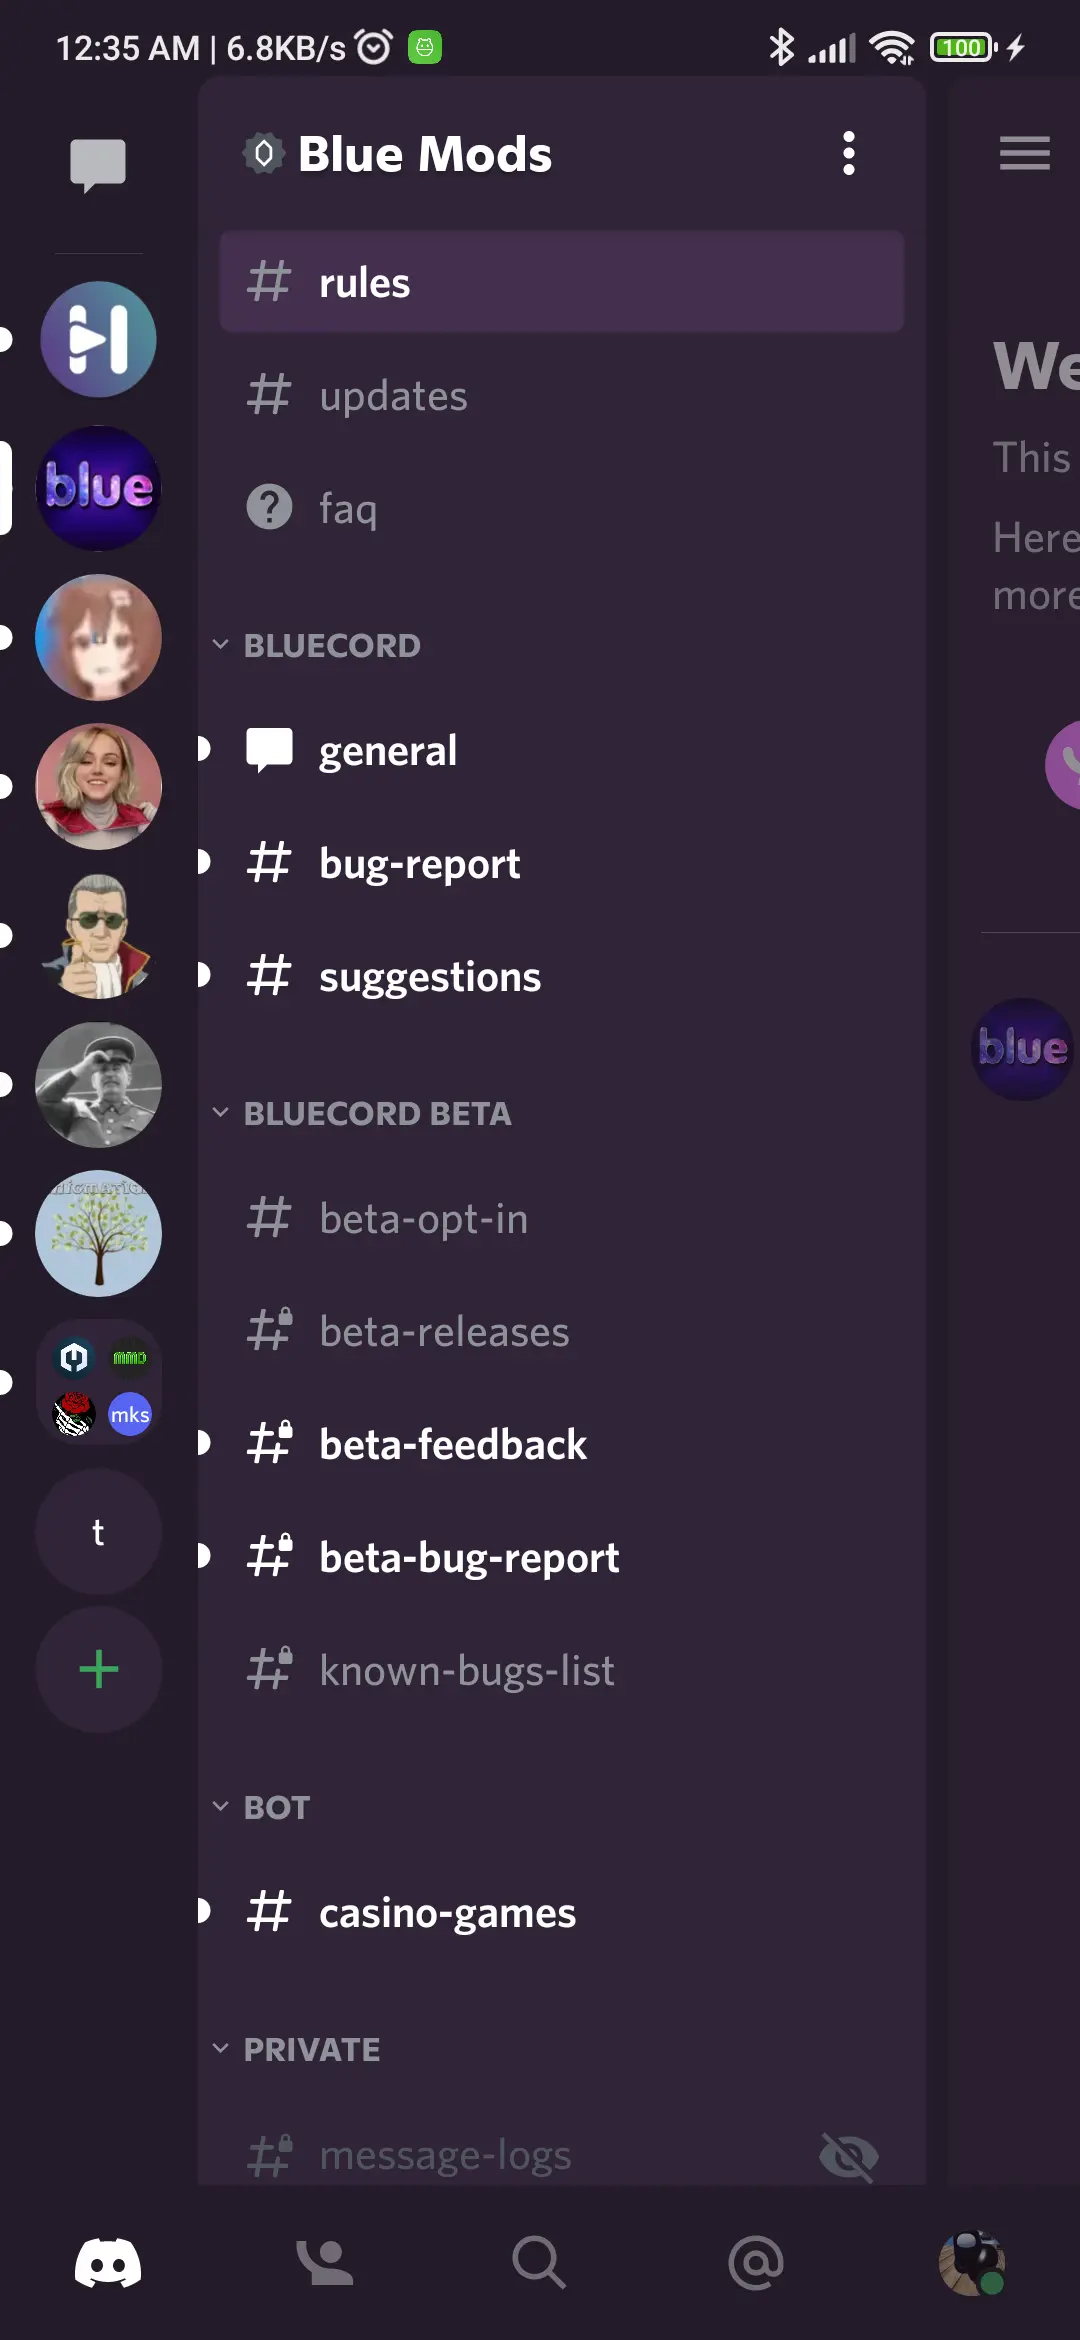 12:35 AM | 6.8KB/s
100
Blue Mods
rules
updates
faq
BLUECORD
general
bug-report
suggestions
BLUECORD BETA
beta-opt-in
beta-releases
beta-feedback
beta-bug-report
known-bugs-list
BOT
casino-games
PRIVATE
message-logs
blue
mmd
mks
t
We
This
Here
more
blue